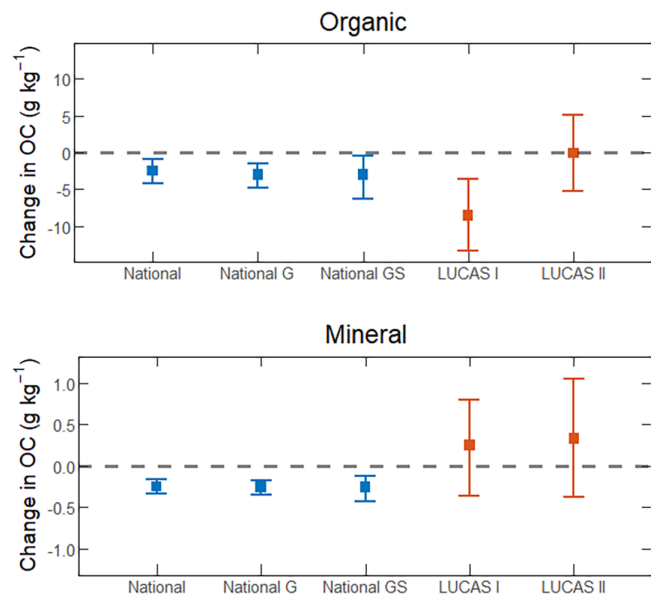 Organic
Change in OC (g kg⁻¹)
10
5
0
-5
-10
National National G National GS LUCAS I LUCAS II
Mineral
Change in OC (g kg⁻¹)
1.0
0.5
0.0
-0.5
-1.0
National National G National GS LUCAS I LUCAS II